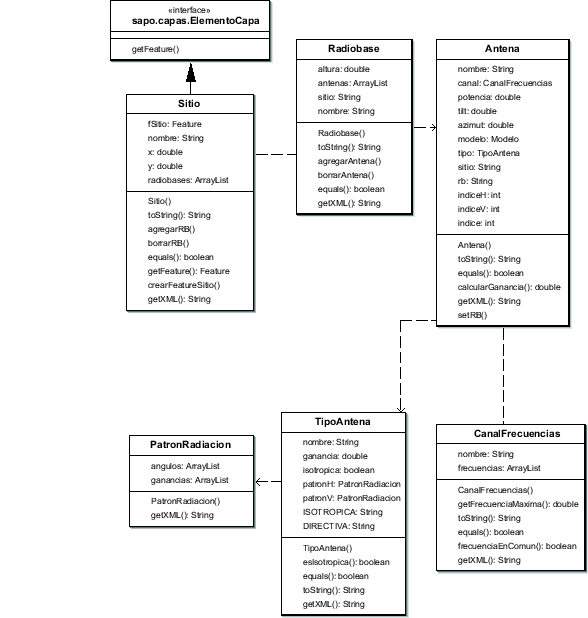 «interface»
sapo.capas.ElementoCapa
getFeature()
Sitio
fSitio: Feature
nombre: String
x: double
y: double
radiobases: ArrayList
Sitio()
toString(): String
agregarRB()
borrarRB()
equals(): boolean
getFeature(): Feature
crearFeatureSitio()
getXML(): String
Radiobase
altura: double
antenas: ArrayList
sitio: String
nombre: String
Radiobase()
toString(): String
agregarAntena()
borrarAntena()
equals(): boolean
getXML(): String
Antena
nombre: String
canal: CanalFrecuencias
potencia: double
tilt: double
azimut: double
modelo: Modelo
tipo: TipoAntena
sitio: String
rb: String
indiceH: int
indiceV: int
indice: int
Antena()
toString(): String
equals(): boolean
calcularGanancia(): double
getXML(): String
setRB()
PatronRadiacion
angulos: ArrayList
ganancias: ArrayList
PatronRadiacion()
getXML(): String
TipoAntena
nombre: String
ganancia: double
isotropica: boolean
patronH: PatronRadiacion
patronV: PatronRadiacion
ISOTROPICA: String
DIRECTIVA: String
TipoAntena()
esIsotropica(): boolean
equals(): boolean
toString(): String
getXML(): String
CanalFrecuencias
nombre: String
frecuencias: ArrayList
CanalFrecuencias()
getFrecuenciaMaxima(): double
toString(): String
equals(): boolean
frecuenciaEnComun(): boolean
getXML(): String